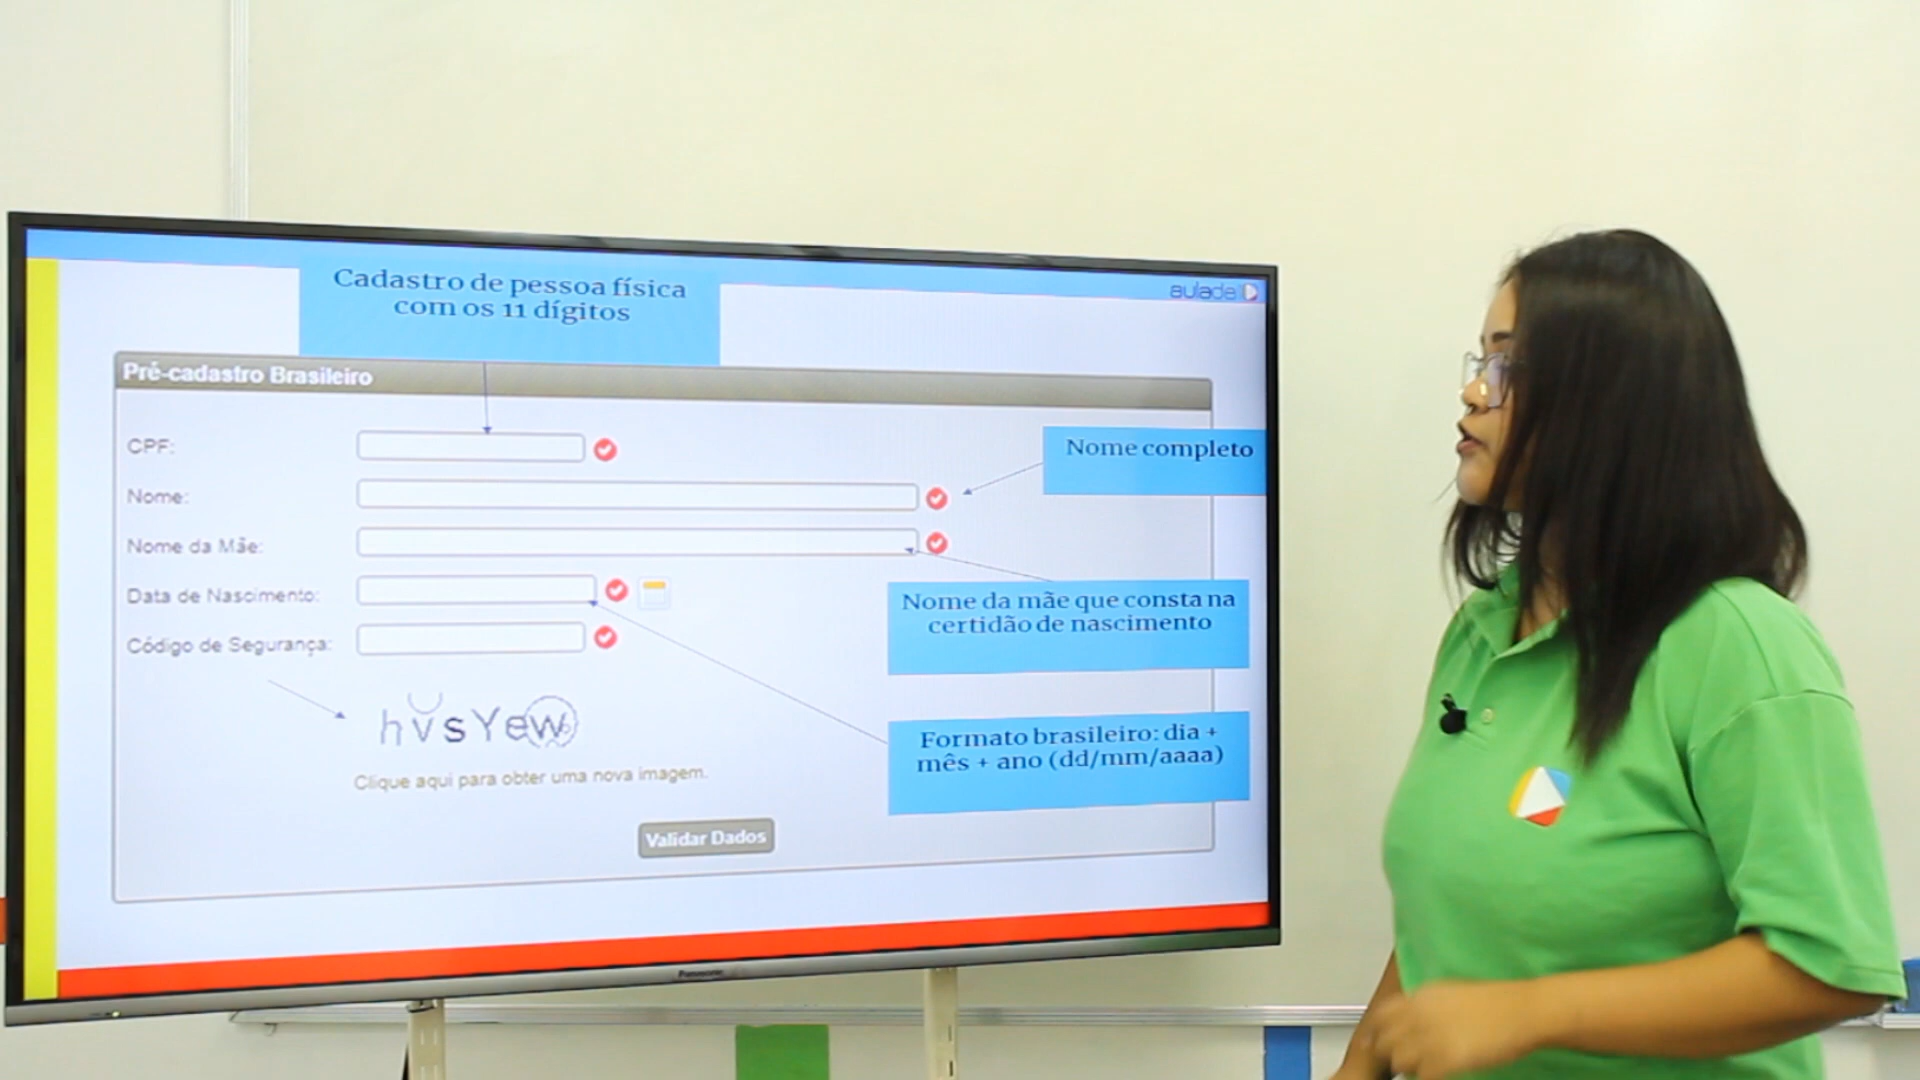 Cadastro de pessoa física
com os 11 dígitos
aulade
Pré-cadastro Brasileiro
CPF:
Nome:
Nome completo
Nome da Mãe:
Data de Nascimento:
Nome da mãe que consta na
certidão de nascimento
Código de Segurança:
hvsYew
Formato brasileiro: dia +
mês + ano (dd/mm/aaaa)
Clique aqui para obter uma nova imagem.
Validar Dados
Panasonic